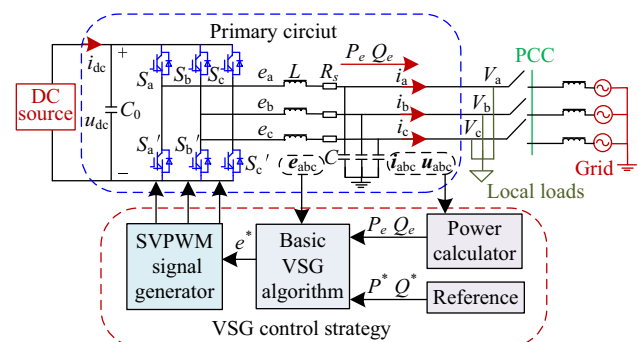 Primary circiut
P_e Q_e
PCC
i_dc
+
S_a S_b S_c
e_a L R_s i_a V_a
DC source
u_dc C_0
e_b i_b V_b
e_c i_c V_c
S_a' S_b' S_c'
−
C
e_abc
i_abc u_abc
Grid
Local loads
SVPWM signal generator
e*
Basic VSG algorithm
P_e Q_e
Power calculator
P* Q*
Reference
VSG control strategy